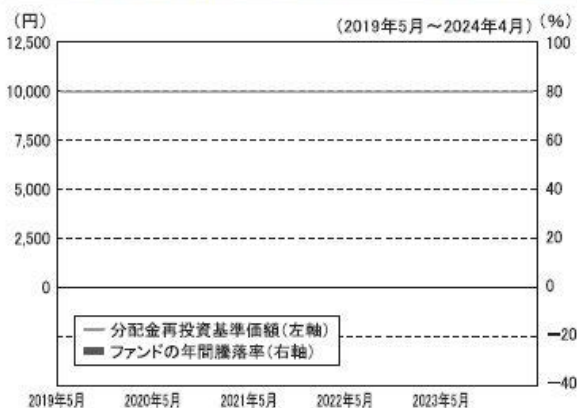 (円)
(2019年5月～2024年4月)
(%)
12,500
100
10,000
80
7,500
60
5,000
40
2,500
20
0
0
分配金再投資基準価額(左軸)
ファンドの年間騰落率(右軸)
－20
－40
2019年5月
2020年5月
2021年5月
2022年5月
2023年5月